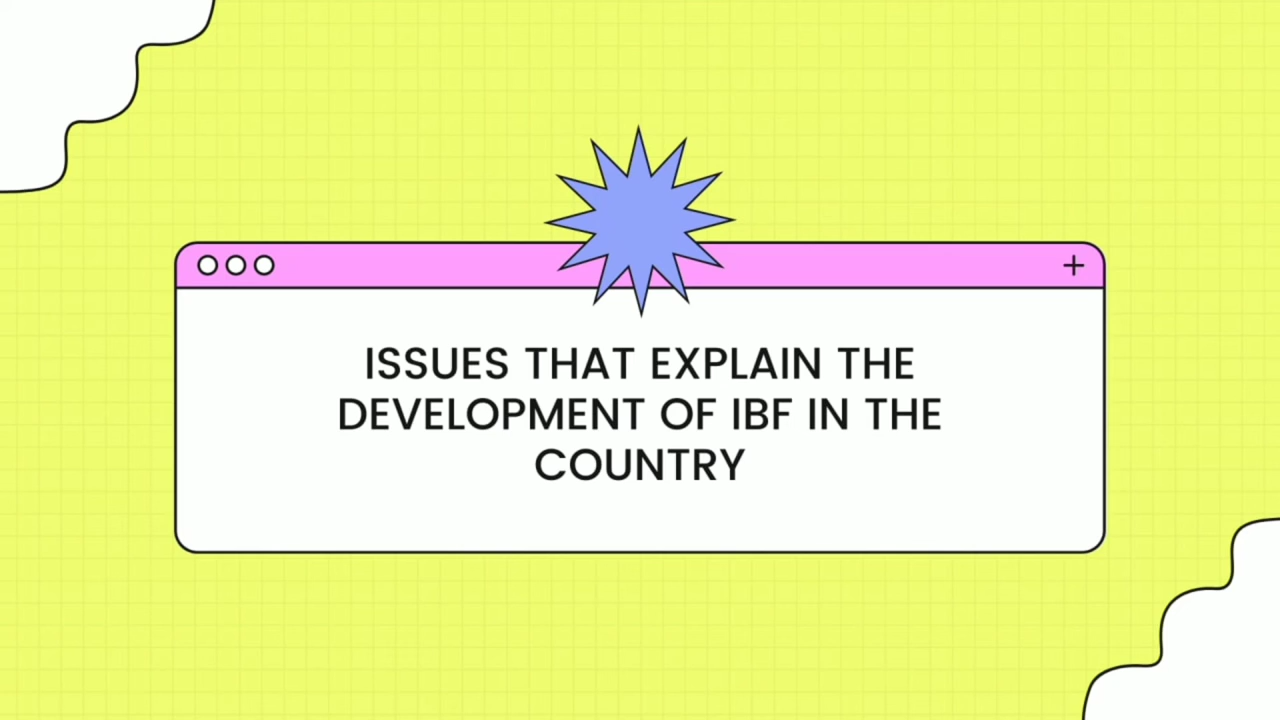 ISSUES THAT EXPLAIN THE
DEVELOPMENT OF IBF IN THE
COUNTRY